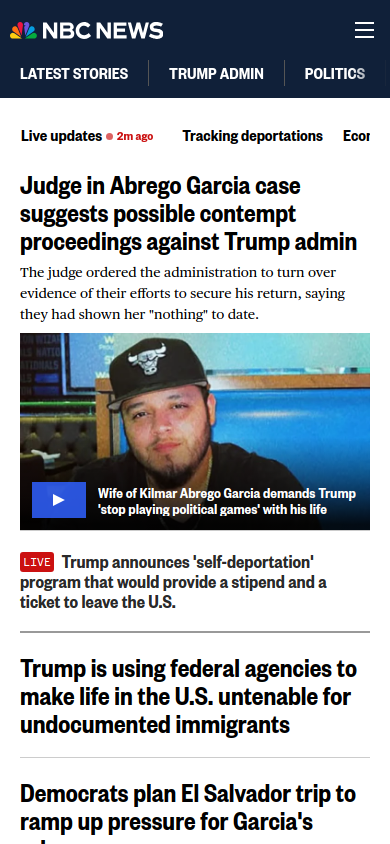 NBC NEWS
LATEST STORIES
TRUMP ADMIN
POLITICS
Live updates 2m ago
Tracking deportations
Judge in Abrego Garcia case
suggests possible contempt
proceedings against Trump admin
The judge ordered the administration to turn over
evidence of their efforts to secure his return, saying
they had shown her "nothing" to date.
Wife of Kilmar Abrego Garcia demands Trump
'stop playing political games' with his life
LIVE Trump announces 'self-deportation'
program that would provide a stipend and a
ticket to leave the U.S.
Trump is using federal agencies to
make life in the U.S. untenable for
undocumented immigrants
Democrats plan El Salvador trip to
ramp up pressure for Garcia's